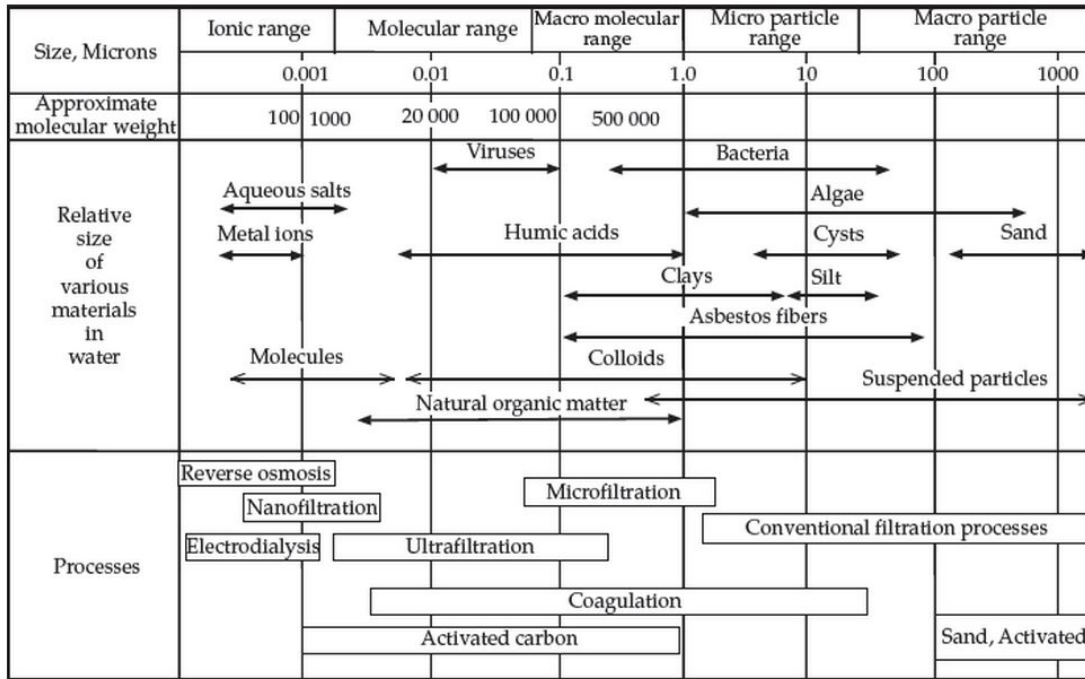 Size, Microns
Ionic range
Molecular range
Macro molecular
range
Micro particle
range
Macro particle
range
0.001
0.01
0.1
1.0
10
100
1000
Approximate
molecular weight
100
1000
20 000
100 000
500 000
Relative
size
of
various
materials
in
water
Viruses
Bacteria
Aqueous salts
Algae
Metal ions
Humic acids
Cysts
Sand
Clays
Silt
Asbestos fibers
Molecules
Colloids
Suspended particles
Natural organic matter
Processes
Reverse osmosis
Microfiltration
Nanofiltration
Conventional filtration processes
Electrodialysis
Ultrafiltration
Coagulation
Activated carbon
Sand, Activated